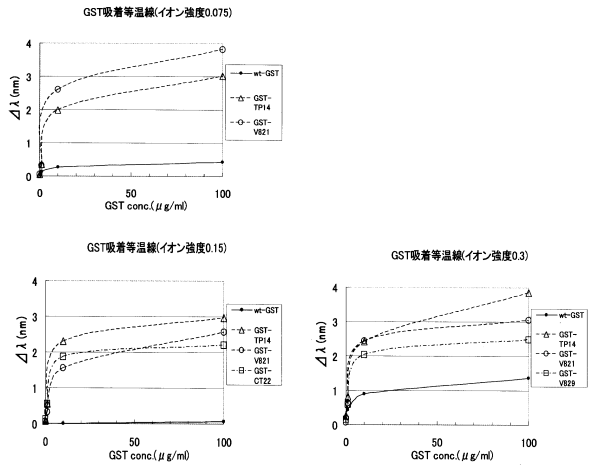 GST吸着等温線(イオン強度0.075)
⊿λ(nm)
4
3
2
1
0
0
50
100
GST conc.(μg/ml)
wt-GST
GST-
TP14
GST-
V821
GST吸着等温線(イオン強度0.15)
⊿λ(nm)
4
3
2
1
0
0
50
100
GST conc.(μg/ml)
wt-GST
GST-
TP14
GST-
V821
GST-
CT22
GST吸着等温線(イオン強度0.3)
⊿λ(nm)
4
3
2
1
0
0
50
100
GST conc.(μg/ml)
wt-GST
GST-
TP14
GST-
V821
GST-
V829